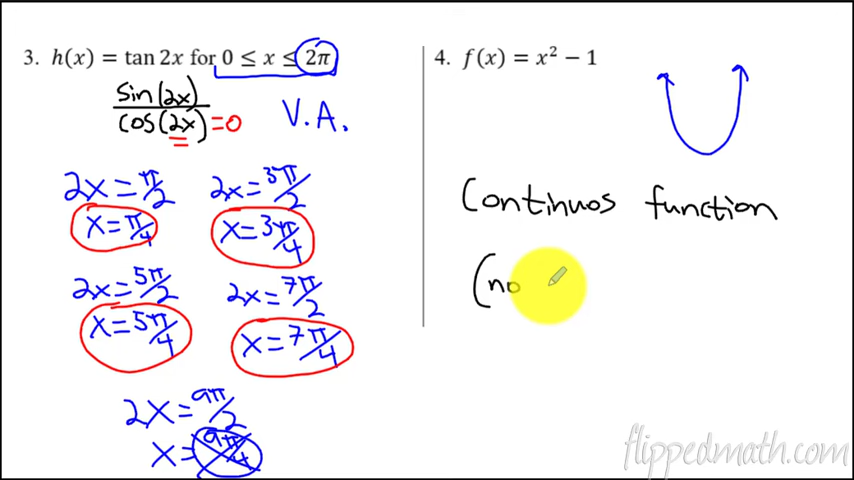 3. h(x) = tan 2x for 0 ≤ x ≤ 2π
sin(2x)
cos(2x) = 0
V.A.
2x = π/2
x = π/4
2x = 3π/2
x = 3π/4
2x = 5π/2
x = 5π/4
2x = 7π/2
x = 7π/4
2x = 9π/2
x = 9π/4
4. f(x) = x² − 1
Continuos function
(no
flippedmath.com